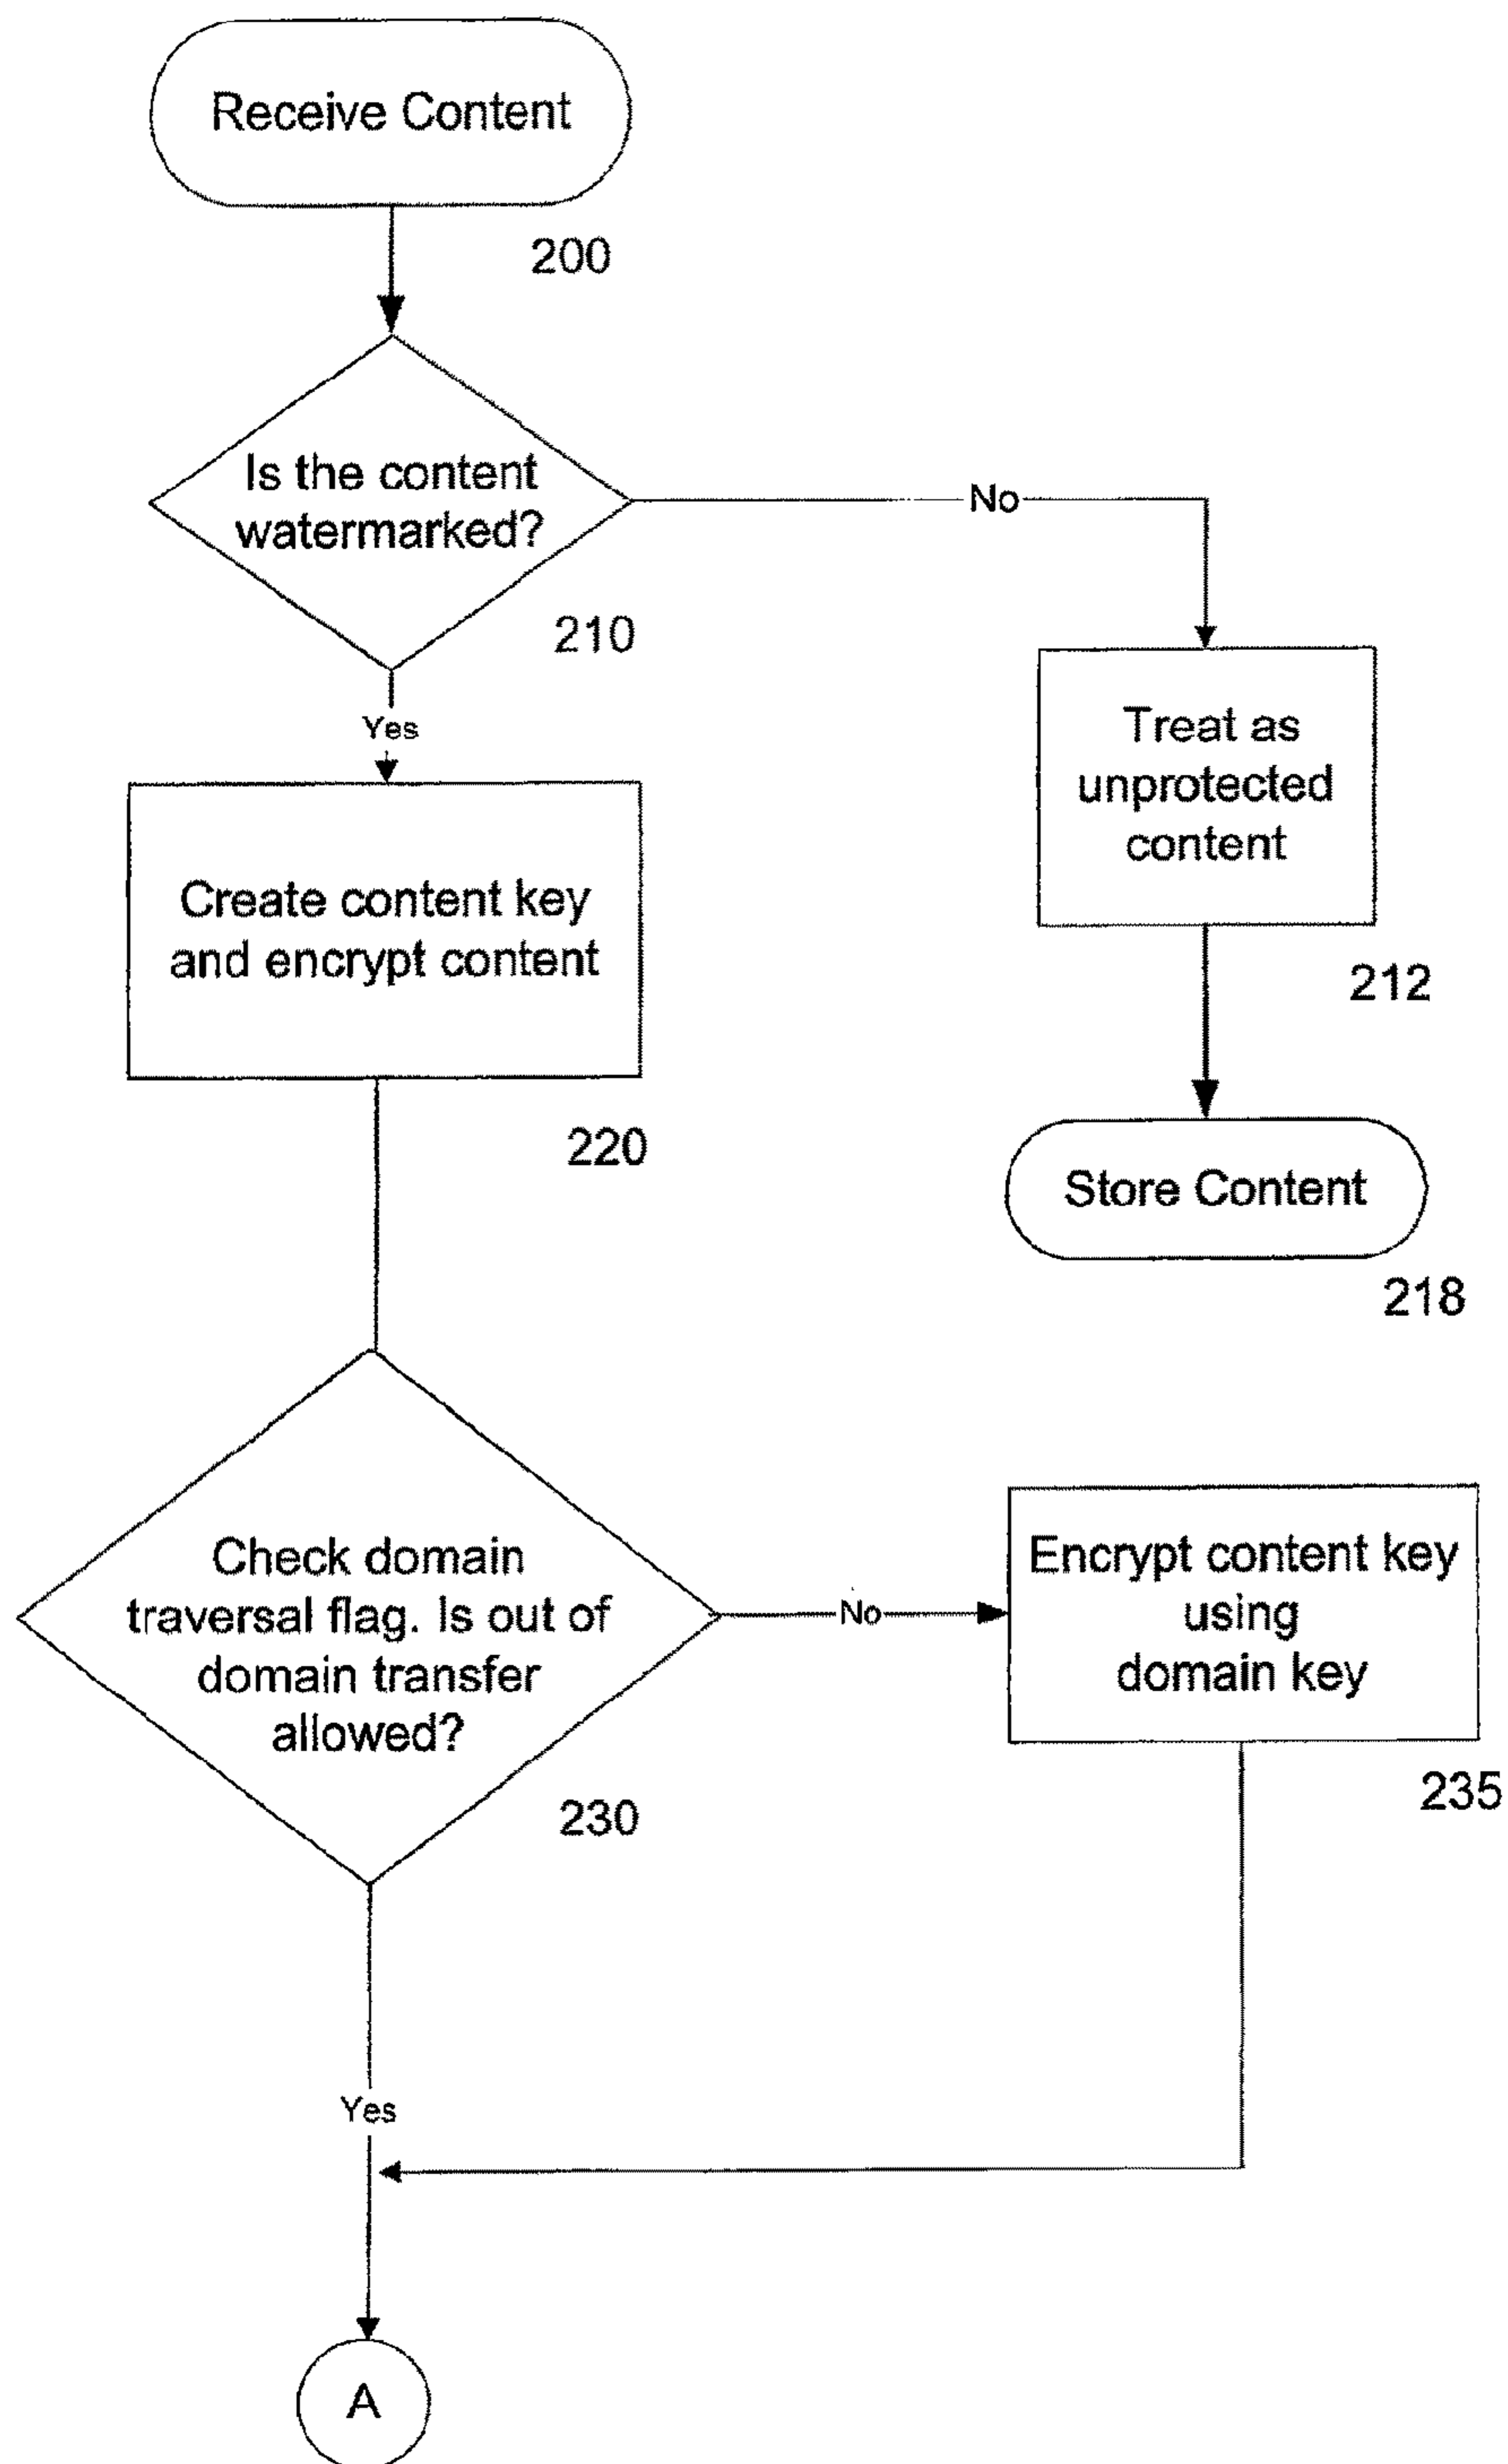 Receive Content
200
Is the content
watermarked?
No
210
Yes
Treat as
unprotected
content
Create content key
and encrypt content
212
220
Store Content
218
Check domain
traversal flag. Is out of
domain transfer
allowed?
No
Encrypt content key
using
domain key
230
235
Yes
A